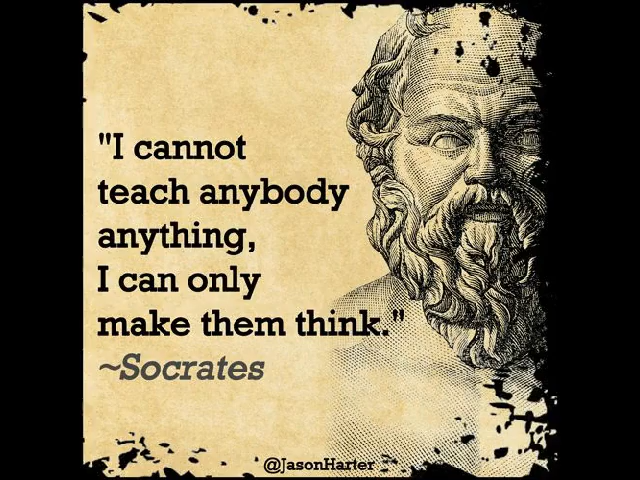 "I cannot
teach anybody
anything,
I can only
make them think."
~Socrates
@JasonHarter